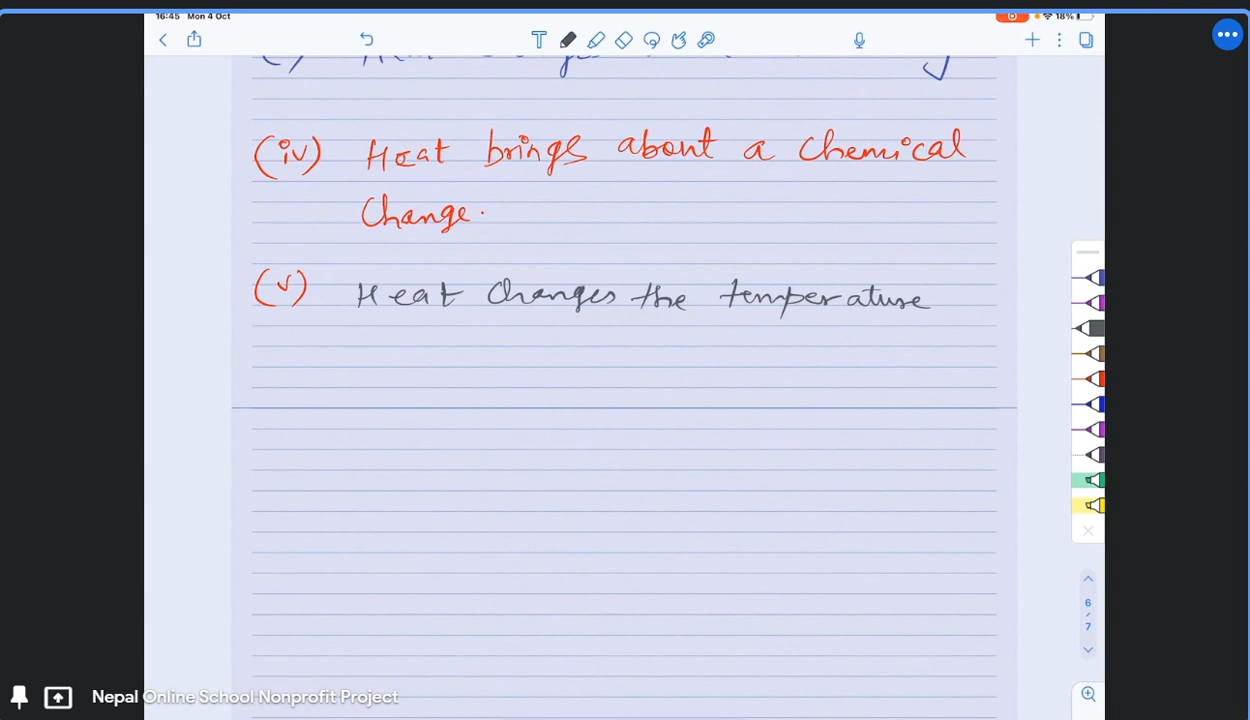 16:45 Mon 4 Oct
18%
(iv) Heat brings about a chemical
change.
(v) Heat changes the temperature
6
/
7
Nepal Online School Nonprofit Project